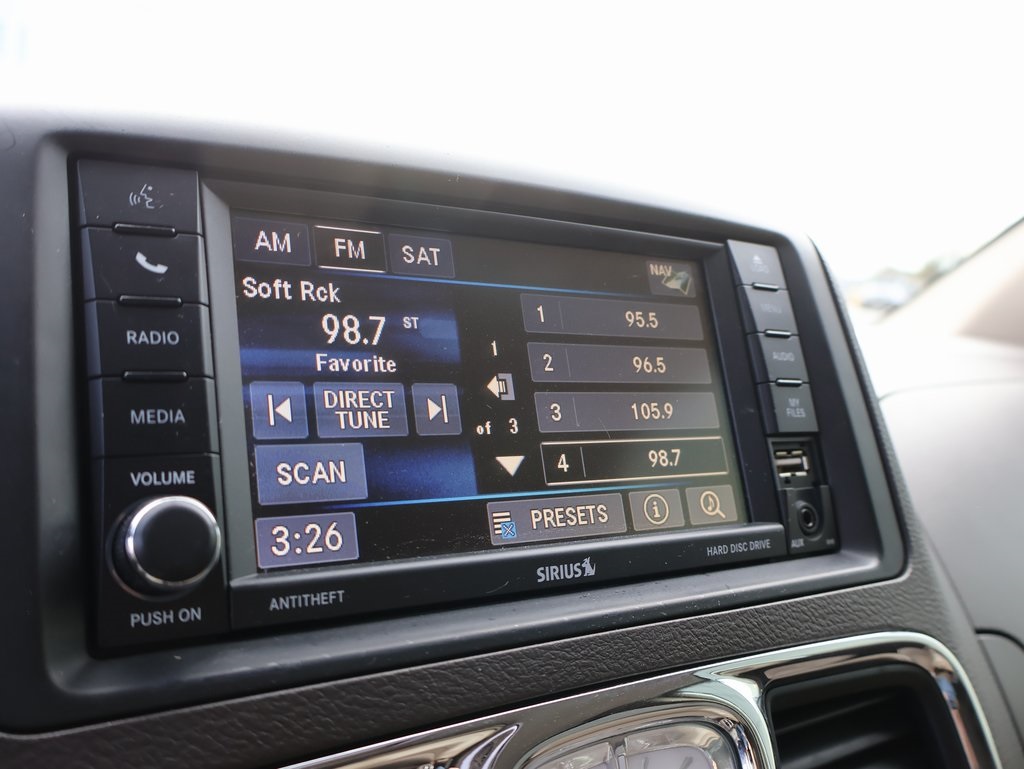 AM FM SAT
NAV
Soft Rck
98.7 ST
Favorite
DIRECT
TUNE
SCAN
3:26
1
of 3
1 95.5
2 96.5
3 105.9
4 98.7
PRESETS
RADIO
MEDIA
VOLUME
PUSH ON
ANTITHEFT
SIRIUS
HARD DISC DRIVE
MENU
AUDIO
MY
FILES
AUX